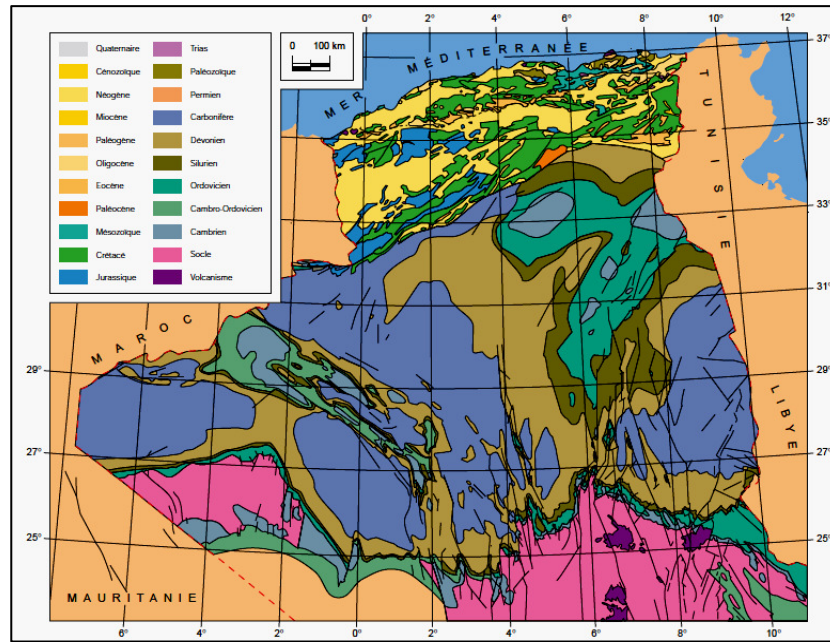 0° 2° 4° 6° 8° 10° 12°
Quaternaire
Cénozoïque
Néogène
Miocène
Paléogène
Oligocène
Eocène
Paléocène
Mésozoïque
Crétacé
Jurassique
Trias
Paléozoïque
Permien
Carbonifère
Dévonien
Silurien
Ordovicien
Cambro-Ordovicien
Cambrien
Socle
Volcanisme
0 100 km
MER MÉDITERRANÉE
37°
TUNISIE
35°
33°
31°
MAROC
29°
29°
LIBYE
27°
27°
25°
25°
MAURITANIE
6° 4° 2° 0° 2° 4° 6° 8° 10°